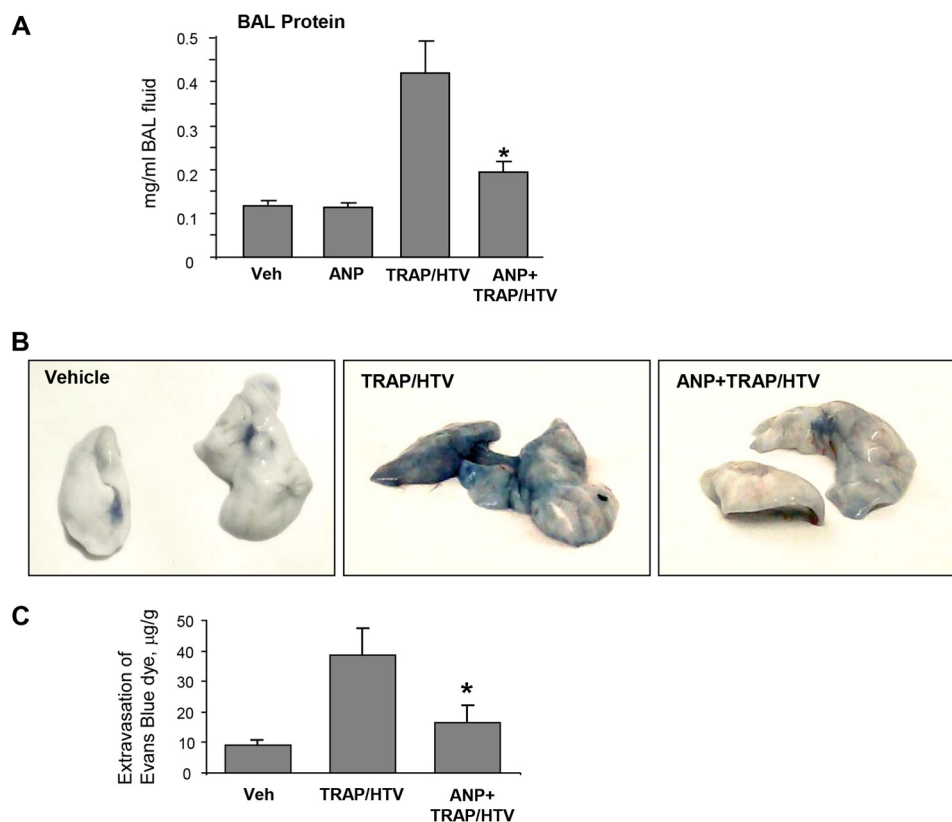 A
BAL Protein
mg/ml BAL fluid
0.5
0.4
0.3
0.2
0.1
0
*
Veh
ANP
TRAP/HTV
ANP+
TRAP/HTV
B
Vehicle
TRAP/HTV
ANP+TRAP/HTV
C
Extravasation of
Evans Blue dye, µg/g
50
40
30
20
10
0
*
Veh
TRAP/HTV
ANP+
TRAP/HTV